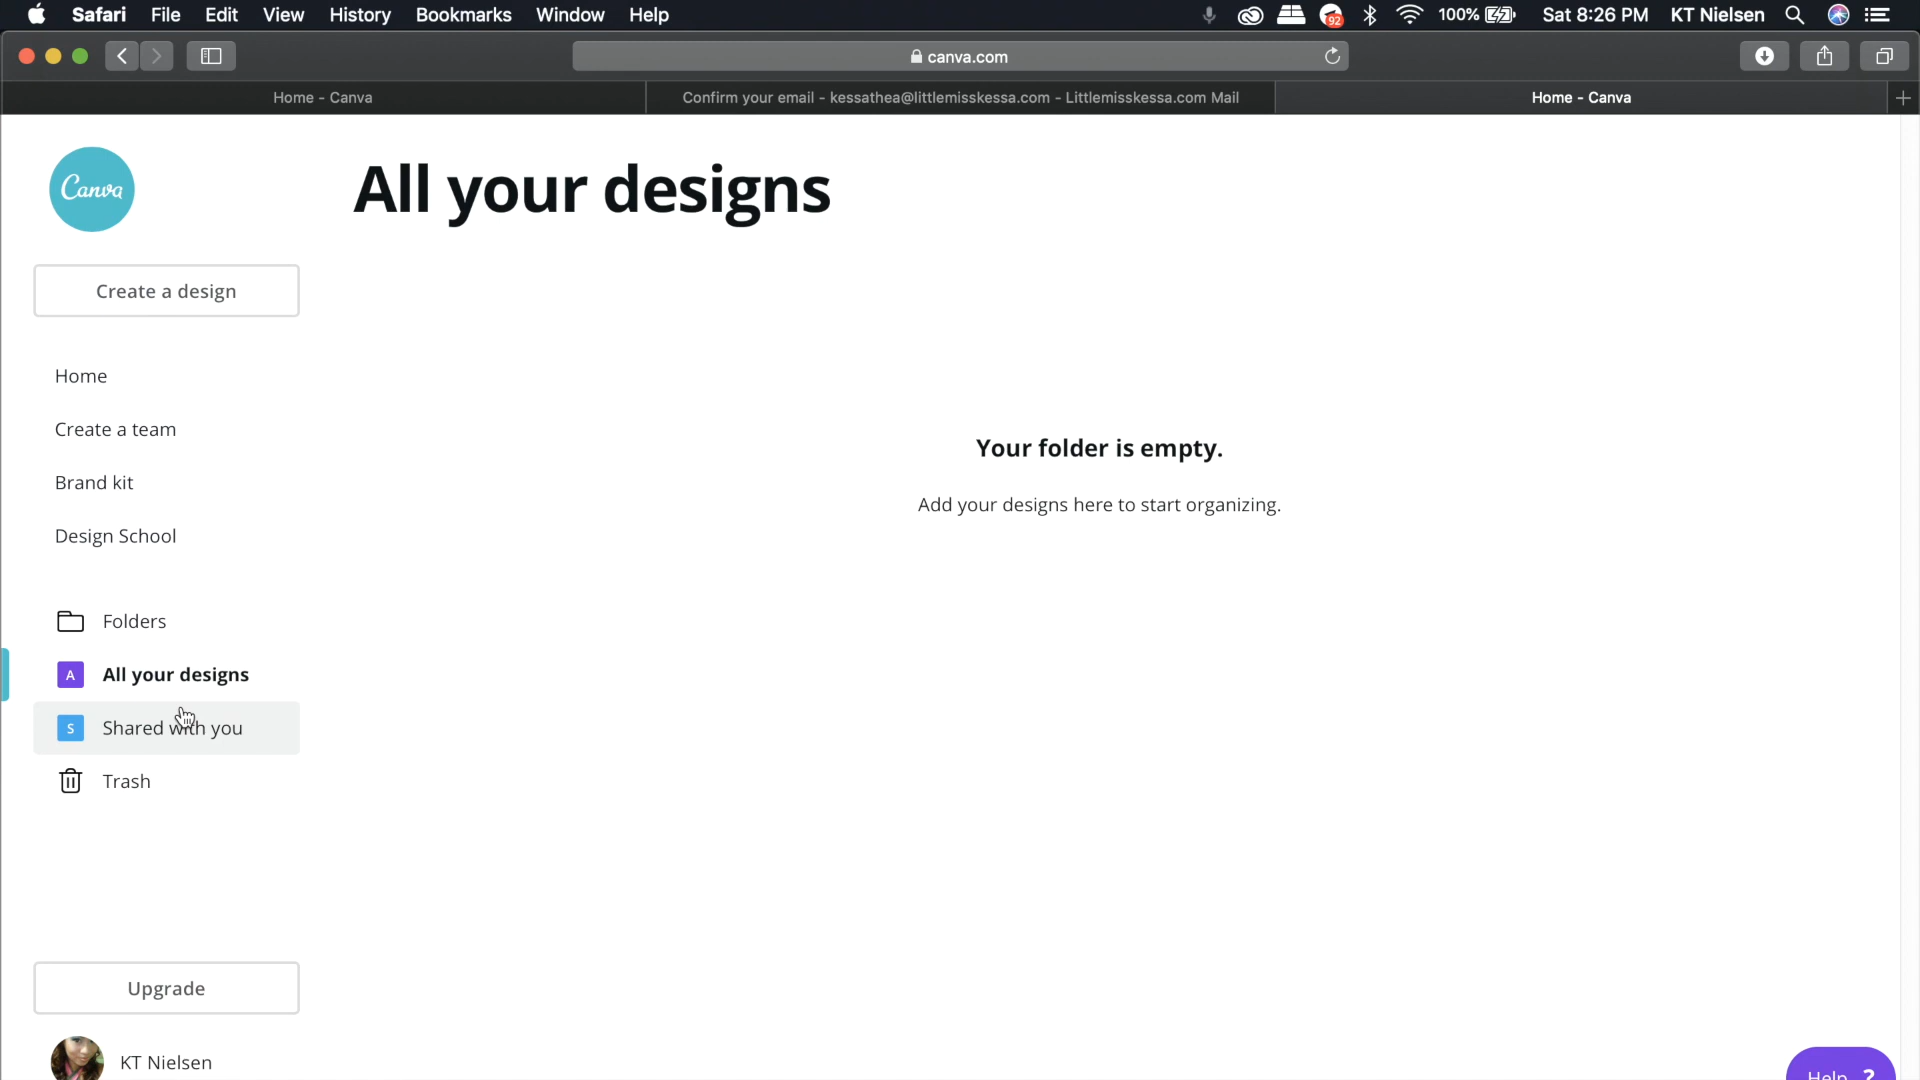 Safari File Edit View History Bookmarks Window Help 92 100% Sat 8:26 PM KT Nielsen
canva.com
Home - Canva Confirm your email - kessathea@littlemisskessa.com - Littlemisskessa.com Mail Home - Canva
Canva
All your designs
Create a design
Home
Create a team
Brand kit
Design School
Your folder is empty.
Add your designs here to start organizing.
Folders
A All your designs
S Shared with you
Trash
Upgrade
KT Nielsen
Help ?